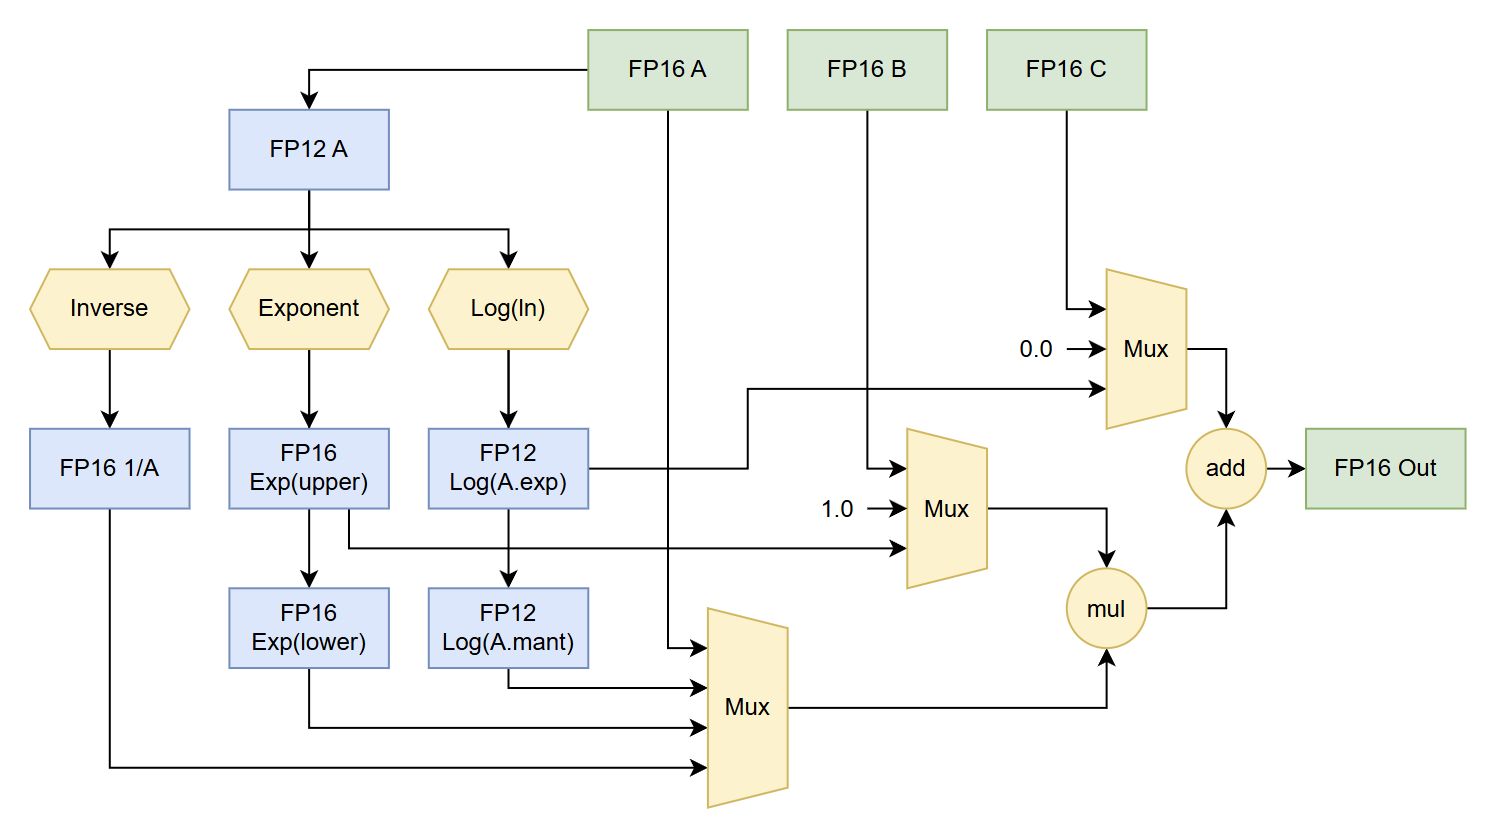 FP16 A
FP16 B
FP16 C
FP12 A
Inverse
Exponent
Log(ln)
0.0
Mux
FP16 1/A
FP16
Exp(upper)
FP12
Log(A.exp)
1.0
Mux
add
FP16 Out
FP16
Exp(lower)
FP12
Log(A.mant)
Mux
mul